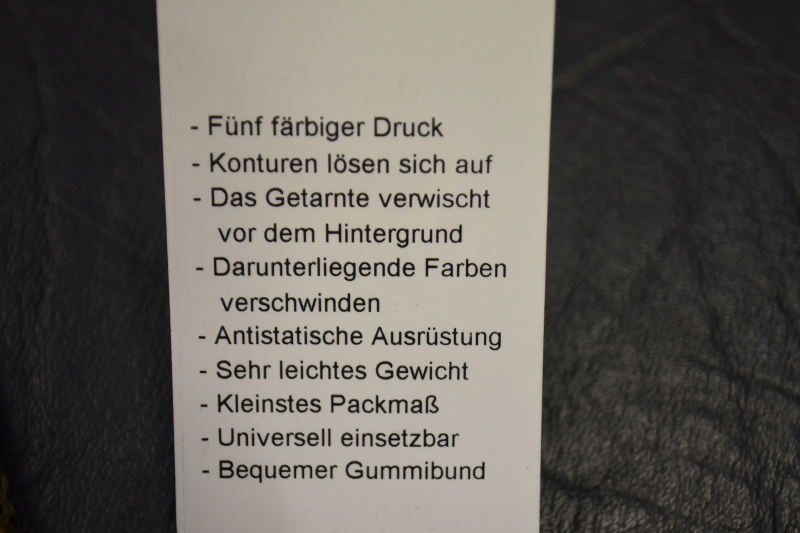 - Fünf färbiger Druck
- Konturen lösen sich auf
- Das Getarnte verwischt
vor dem Hintergrund
- Darunterliegende Farben
verschwinden
- Antistatische Ausrüstung
- Sehr leichtes Gewicht
- Kleinstes Packmaß
- Universell einsetzbar
- Bequemer Gummibund